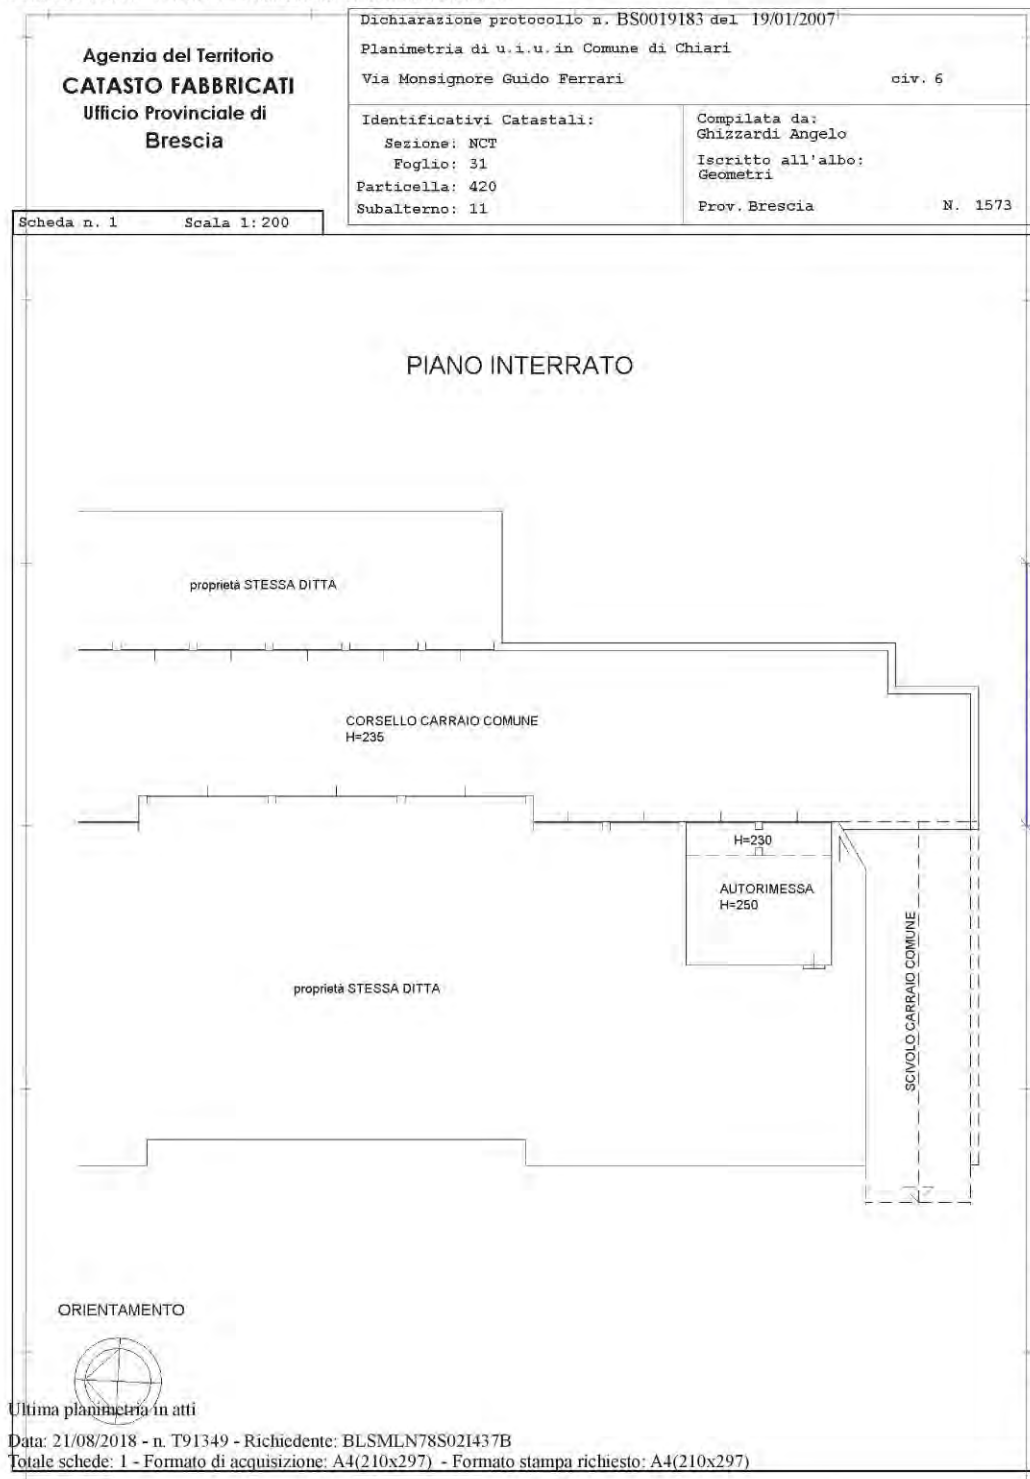 Agenzia del Territorio
CATASTO FABBRICATI
Ufficio Provinciale di
Brescia
Dichiarazione protocollo n. BS0019183 del 19/01/2007
Planimetria di u.i.u. in Comune di Chiari
Via Monsignore Guido Ferrari civ. 6
Identificativi Catastali:
Sezione: NCT
Foglio: 31
Particella: 420
Subalterno: 11
Compilata da:
Ghizzardi Angelo
Iscritto all'albo:
Geometri
Prov. Brescia N. 1573
Scheda n. 1 Scala 1:200
PIANO INTERRATO
proprietà STESSA DITTA
CORSELLO CARRAIO COMUNE
H=235
H=230
AUTORIMESSA
H=250
SCIVOLO CARRAIO COMUNE
proprietà STESSA DITTA
ORIENTAMENTO
Ultima planimetria in atti
Data: 21/08/2018 - n. T91349 - Richiedente: BLSMLN78S02I437B
Totale schede: 1 - Formato di acquisizione: A4(210x297) - Formato stampa richiesto: A4(210x297)